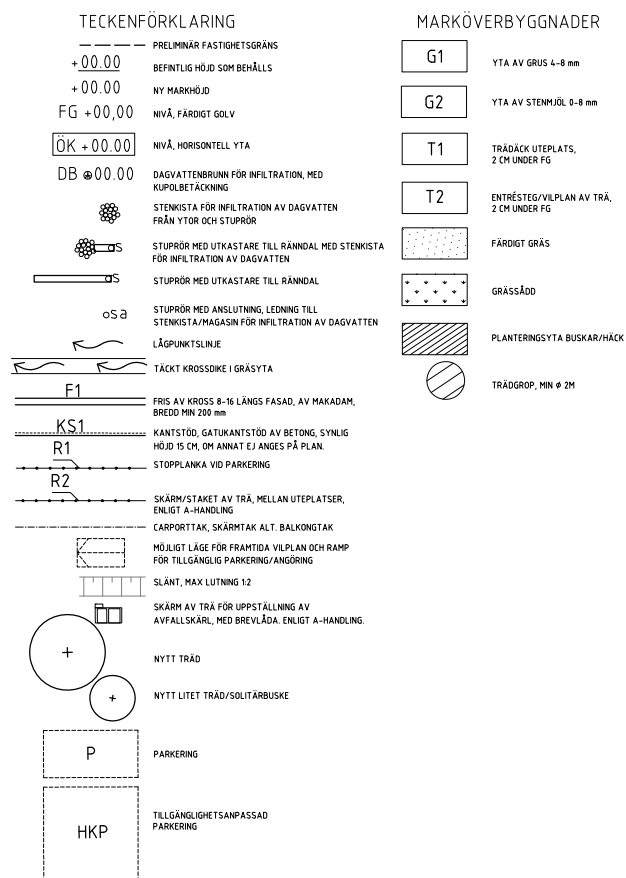 TECKENFÖRKLARING
PRELIMINÄR FASTIGHETSGRÄNS
+00.00
BEFINTLIG HÖJD SOM BEHÅLLS
+00.00
NY MARKHÖJD
FG +00,00
NIVÅ, FÄRDIGT GOLV
ÖK +00.00
NIVÅ, HORISONTELL YTA
DB 00.00
DAGVATTENBRUNN FÖR INFILTRATION, MED
KUPOLBETÄCKNING
STENKISTA FÖR INFILTRATION AV DAGVATTEN
FRÅN YTOR OCH STUPRÖR
S
STUPRÖR MED UTKASTARE TILL RÄNNDAL MED STENKISTA
FÖR INFILTRATION AV DAGVATTEN
S
STUPRÖR MED UTKASTARE TILL RÄNNDAL
sa
STUPRÖR MED ANSLUTNING, LEDNING TILL
STENKISTA/MAGASIN FÖR INFILTRATION AV DAGVATTEN
LÅGPUNKTSLINJE
TÄCKT KROSSDIKE I GRÄSYTA
F1
FRIS AV KROSS 8-16 LÄNGS FASAD, AV MAKADAM,
BREDD MIN 200 mm
KS1
KANTSTÖD, GATUKANTSTÖD AV BETONG, SYNLIG
HÖJD 15 CM, OM ANNAT EJ ANGES PÅ PLAN.
R1
STOPPLANKA VID PARKERING
R2
SKÄRM/STAKET AV TRÄ, MELLAN UTEPLATSER,
ENLIGT A-HANDLING
CARPORTTAK, SKÄRMTAK ALT. BALKONGTAK
MÖJLIGT LÄGE FÖR FRAMTIDA VILPLAN OCH RAMP
FÖR TILLGÄNGLIG PARKERING/ANGÖRING
SLÄNT, MAX LUTNING 1:2
SKÄRM AV TRÄ FÖR UPPSTÄLLNING AV
AVFALLSKÄRL, MED BREVLÅDA. ENLIGT A-HANDLING.
NYTT TRÄD
NYTT LITET TRÄD/SOLITÄRBUSKE
P
PARKERING
HKP
TILLGÄNGLIGHETSANPASSAD
PARKERING
MARKÖVERBYGGNADER
G1
YTA AV GRUS 4-8 mm
G2
YTA AV STENMJÖL 0-8 mm
T1
TRÄDÄCK UTEPLATS,
2 CM UNDER FG
T2
ENTRÉSTEG/VILPLAN AV TRÄ,
2 CM UNDER FG
FÄRDIGT GRÄS
GRÄSSÅDD
PLANTERINGSYTA BUSKAR/HÄCK
TRÄDGROP, MIN Ø 2M